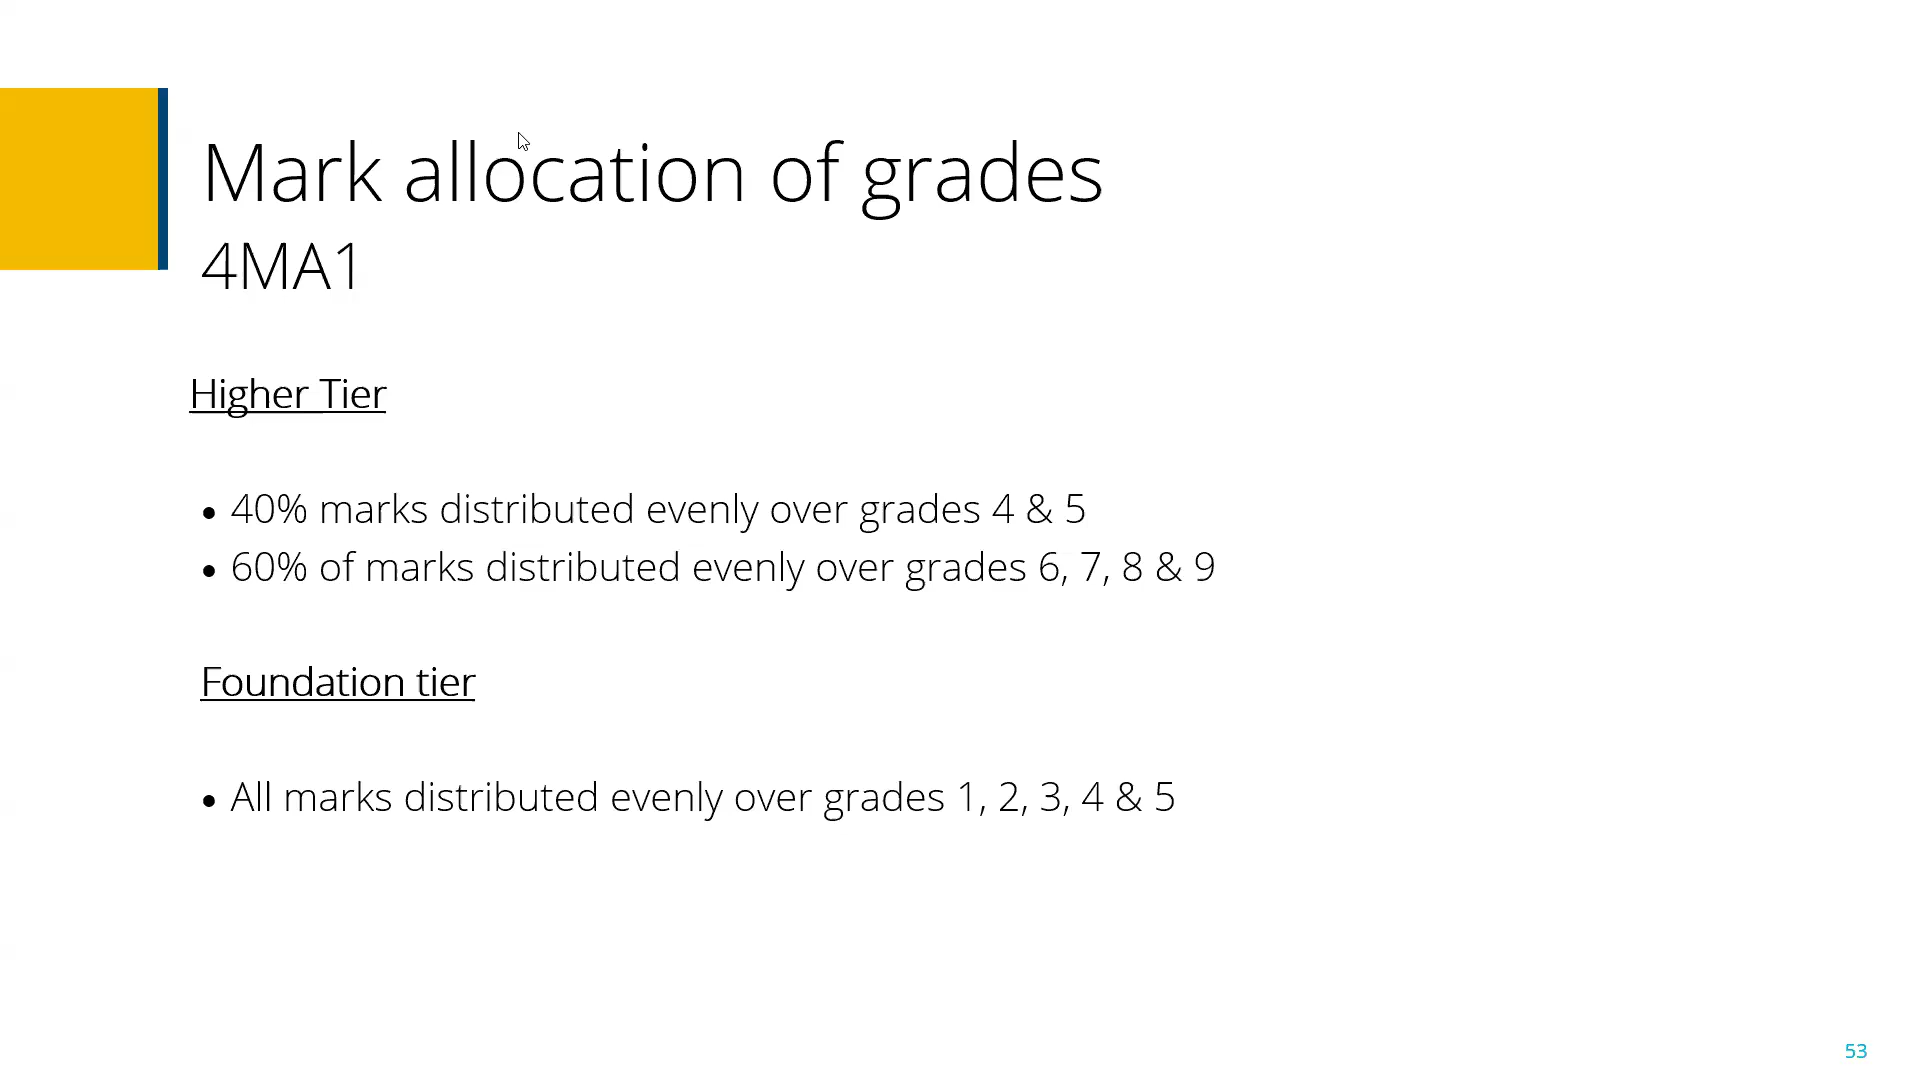 Mark allocation of grades
4MA1
Higher Tier
• 40% marks distributed evenly over grades 4 & 5
• 60% of marks distributed evenly over grades 6, 7, 8 & 9
Foundation tier
• All marks distributed evenly over grades 1, 2, 3, 4 & 5
53